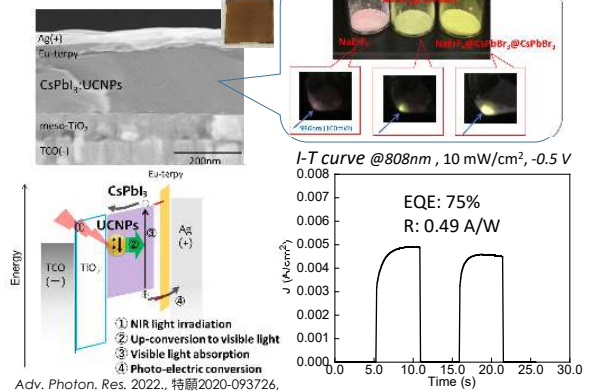 Ag(+)
Eu-terpy
CsPbI₃:UCNPs
meso-TiO₂
TCO(-)
200nm
NaErF₄
NaErF₄@CsPbBr₃@CsPbBr₃
980nm (100mW)
I-T curve @808nm , 10 mW/cm², -0.5 V
0.008
0.007
0.006
0.005
0.004
0.003
0.002
0.001
0.000
J (A/cm²)
EQE: 75%
R: 0.49 A/W
0.0 5.0 10.0 15.0 20.0 25.0 30.0
Time (s)
Eu-terpy
CsPbI₃
UCNPs
①
②
③
④
Ag
(+)
TCO
(－)
TiO₂
Energy
① NIR light irradiation
② Up-conversion to visible light
③ Visible light absorption
④ Photo-electric conversion
Adv. Photon. Res. 2022., 特願2020-093726,